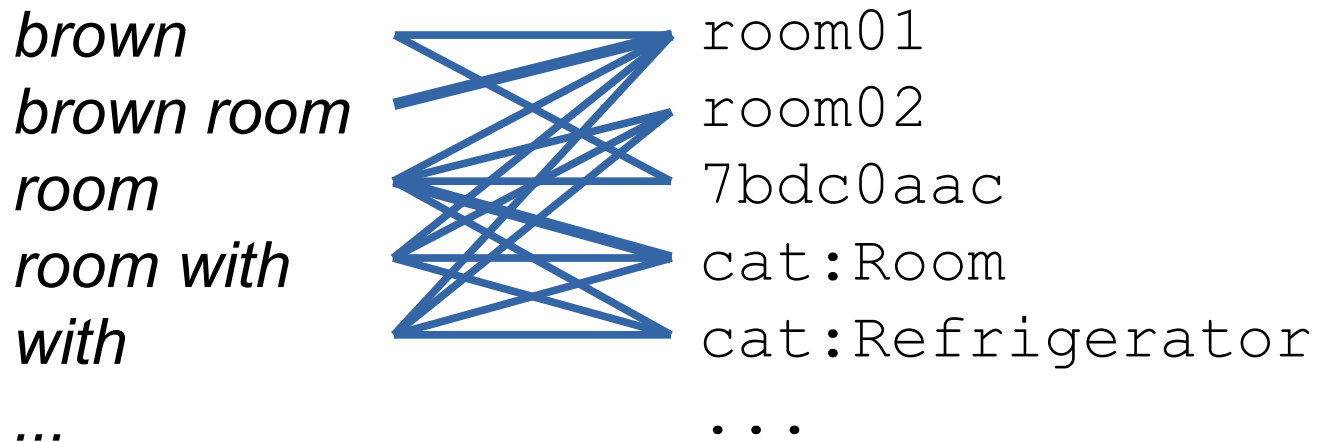 brown room01
brown room room02
room 7bdc0aac
room with cat:Room
with cat:Refrigerator
... ...